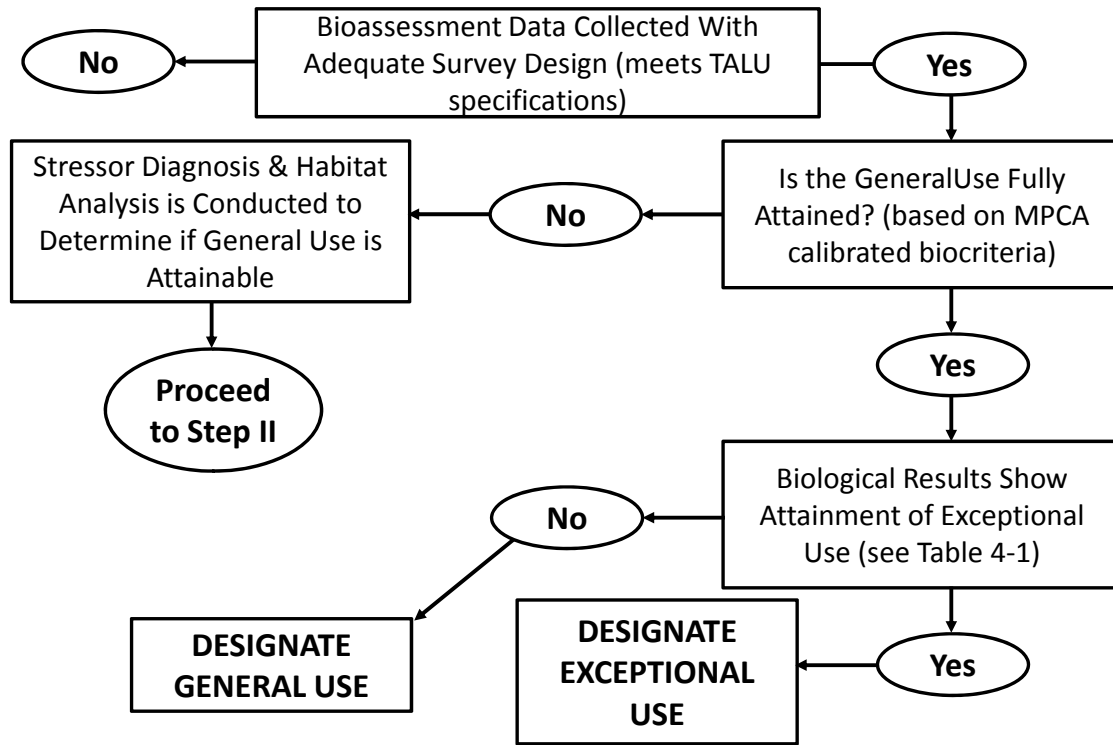 Bioassessment Data Collected With
Adequate Survey Design (meets TALU
specifications)
No
Yes
Stressor Diagnosis & Habitat
Analysis is Conducted to
Determine if General Use is
Attainable
No
Is the GeneralUse Fully
Attained? (based on MPCA
calibrated biocriteria)
Proceed
to Step II
Yes
Biological Results Show
Attainment of Exceptional
Use (see Table 4-1)
No
DESIGNATE
GENERAL USE
DESIGNATE
EXCEPTIONAL
USE
Yes